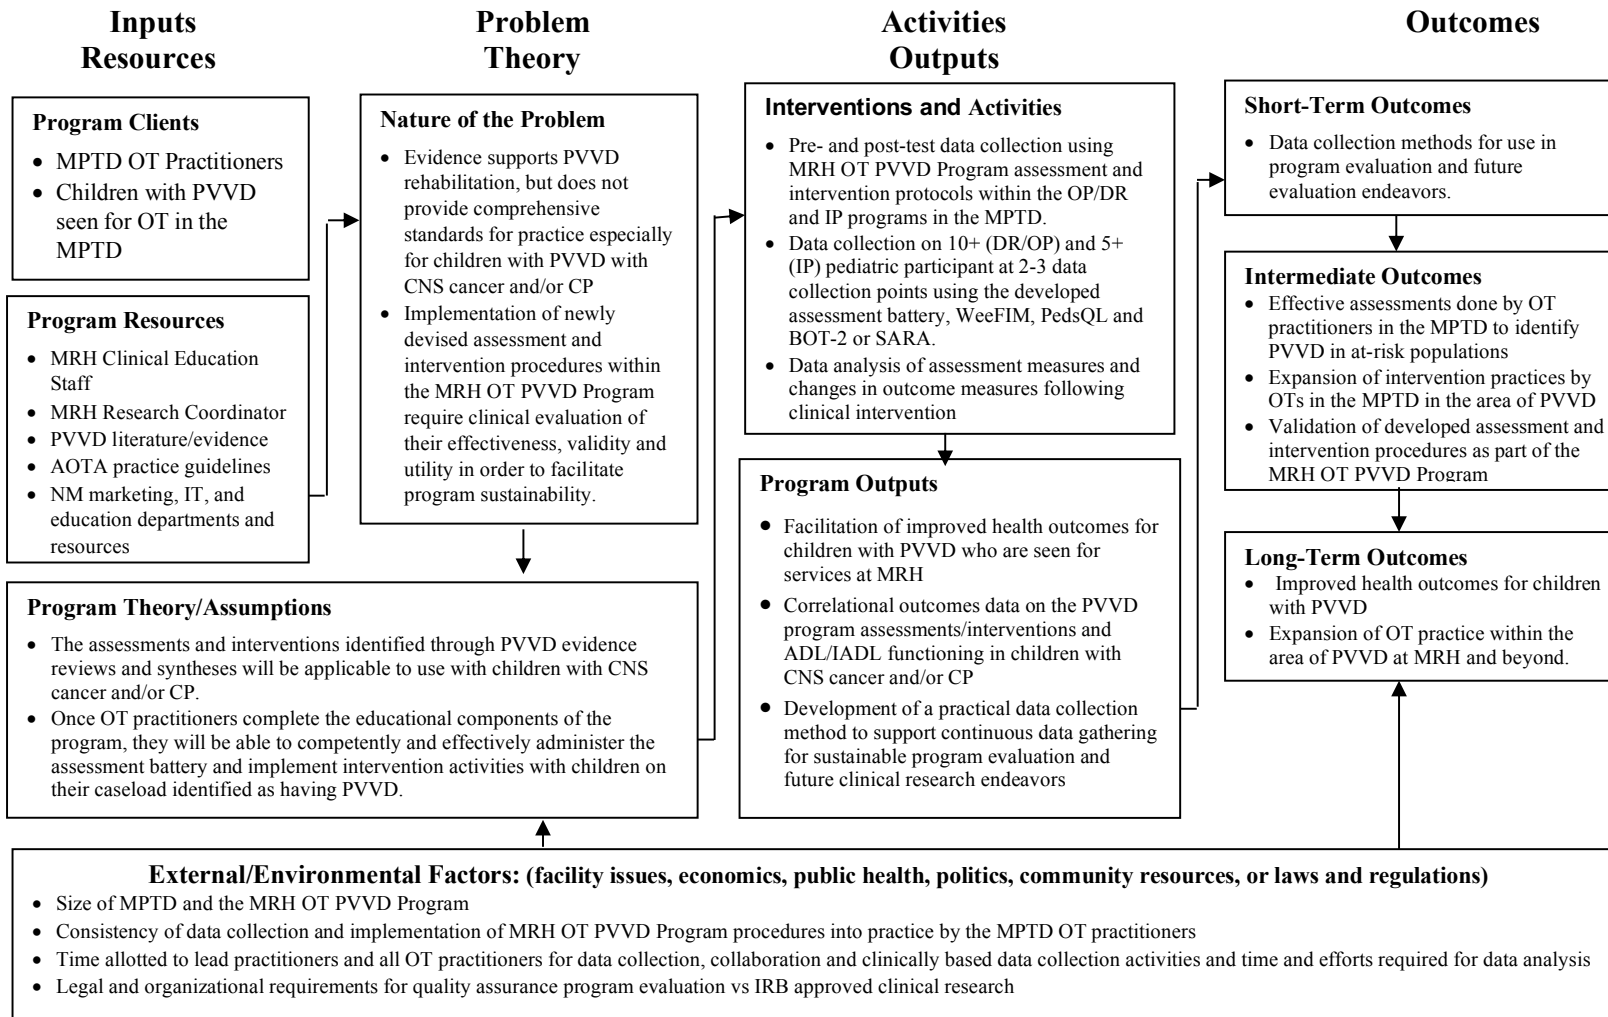 Inputs
Resources
Problem
Theory
Activities
Outputs
Outcomes
Program Clients
• MPTD OT Practitioners
• Children with PVVD
seen for OT in the
MPTD
Program Resources
• MRH Clinical Education
Staff
• MRH Research Coordinator
• PVVD literature/evidence
• AOTA practice guidelines
• NM marketing, IT, and
education departments and
resources
Nature of the Problem
• Evidence supports PVVD
rehabilitation, but does not
provide comprehensive
standards for practice especially
for children with PVVD with
CNS cancer and/or CP
• Implementation of newly
devised assessment and
intervention procedures within
the MRH OT PVVD Program
require clinical evaluation of
their effectiveness, validity and
utility in order to facilitate
program sustainability.
Program Theory/Assumptions
• The assessments and interventions identified through PVVD evidence
reviews and syntheses will be applicable to use with children with CNS
cancer and/or CP.
• Once OT practitioners complete the educational components of the
program, they will be able to competently and effectively administer the
assessment battery and implement intervention activities with children on
their caseload identified as having PVVD.
Interventions and Activities
• Pre- and post-test data collection using
MRH OT PVVD Program assessment and
intervention protocols within the OP/DR
and IP programs in the MPTD.
• Data collection on 10+ (DR/OP) and 5+
(IP) pediatric participant at 2-3 data
collection points using the developed
assessment battery, WeeFIM, PedsQL and
BOT-2 or SARA.
• Data analysis of assessment measures and
changes in outcome measures following
clinical intervention
Program Outputs
• Facilitation of improved health outcomes for
children with PVVD who are seen for
services at MRH
• Correlational outcomes data on the PVVD
program assessments/interventions and
ADL/IADL functioning in children with
CNS cancer and/or CP
• Development of a practical data collection
method to support continuous data gathering
for sustainable program evaluation and
future clinical research endeavors
Short-Term Outcomes
• Data collection methods for use in
program evaluation and future
evaluation endeavors.
Intermediate Outcomes
• Effective assessments done by OT
practitioners in the MPTD to identify
PVVD in at-risk populations
• Expansion of intervention practices by
OTs in the MPTD in the area of PVVD
• Validation of developed assessment and
intervention procedures as part of the
MRH OT PVVD Program
Long-Term Outcomes
• Improved health outcomes for children
with PVVD
• Expansion of OT practice within the
area of PVVD at MRH and beyond.
External/Environmental Factors: (facility issues, economics, public health, politics, community resources, or laws and regulations)
• Size of MPTD and the MRH OT PVVD Program
• Consistency of data collection and implementation of MRH OT PVVD Program procedures into practice by the MPTD OT practitioners
• Time allotted to lead practitioners and all OT practitioners for data collection, collaboration and clinically based data collection activities and time and efforts required for data analysis
• Legal and organizational requirements for quality assurance program evaluation vs IRB approved clinical research